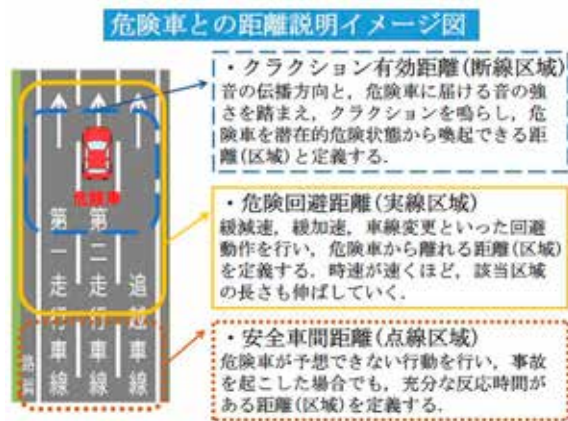 危険車との距離説明イメージ図
・クラクション有効距離(断線区域)
音の伝播方向と，危険車に届ける音の強
さを踏まえ，クラクションを鳴らし，危
険車を潜在的危険状態から喚起できる距
離(区域)と定義する．
危険車
・危険回避距離(実線区域)
緩減速，緩加速，車線変更といった回避
動作を行い，危険車から離れる距離(区域)
を定義する．時速が速くほど，該当区域
の長さも伸ばしていく．
第一走行車線
第二走行車線
追越車線
路肩
・安全車間距離(点線区域)
危険車が予想できない行動を行い，事故
を起こした場合でも，充分な反応時間が
ある距離(区域)を定義する．